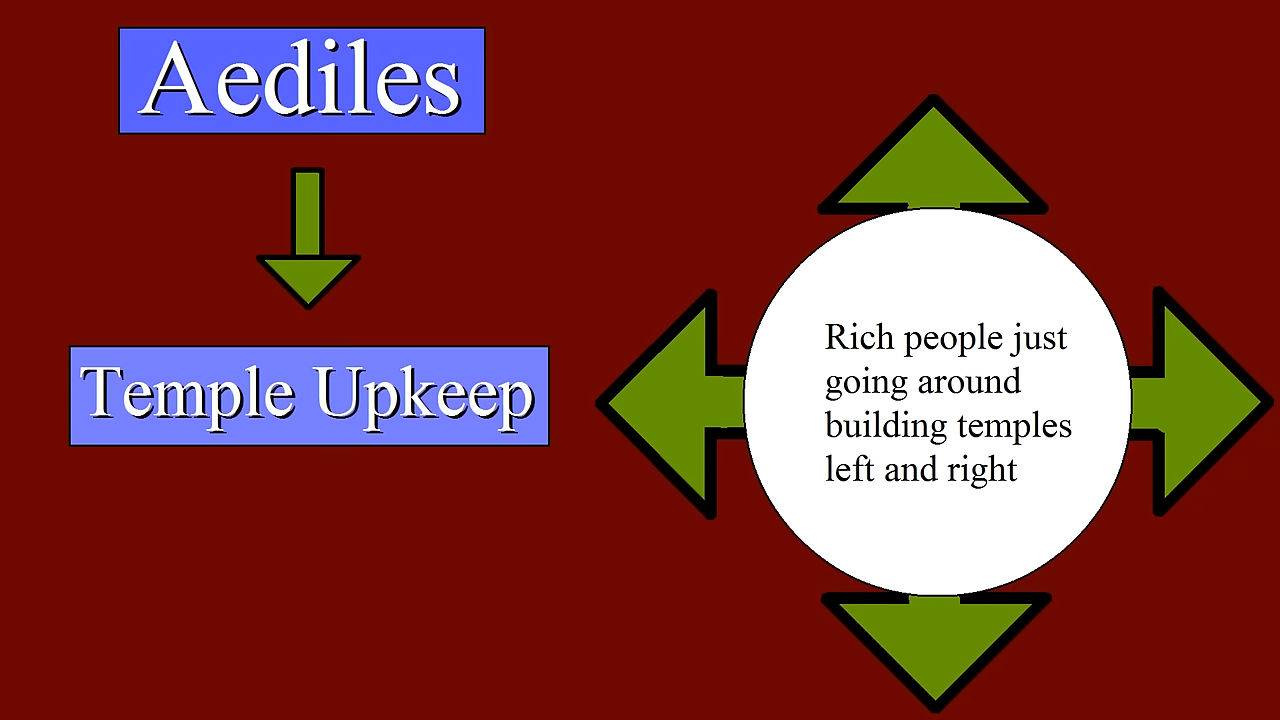 Aediles
Temple Upkeep
Rich people just
going around
building temples
left and right